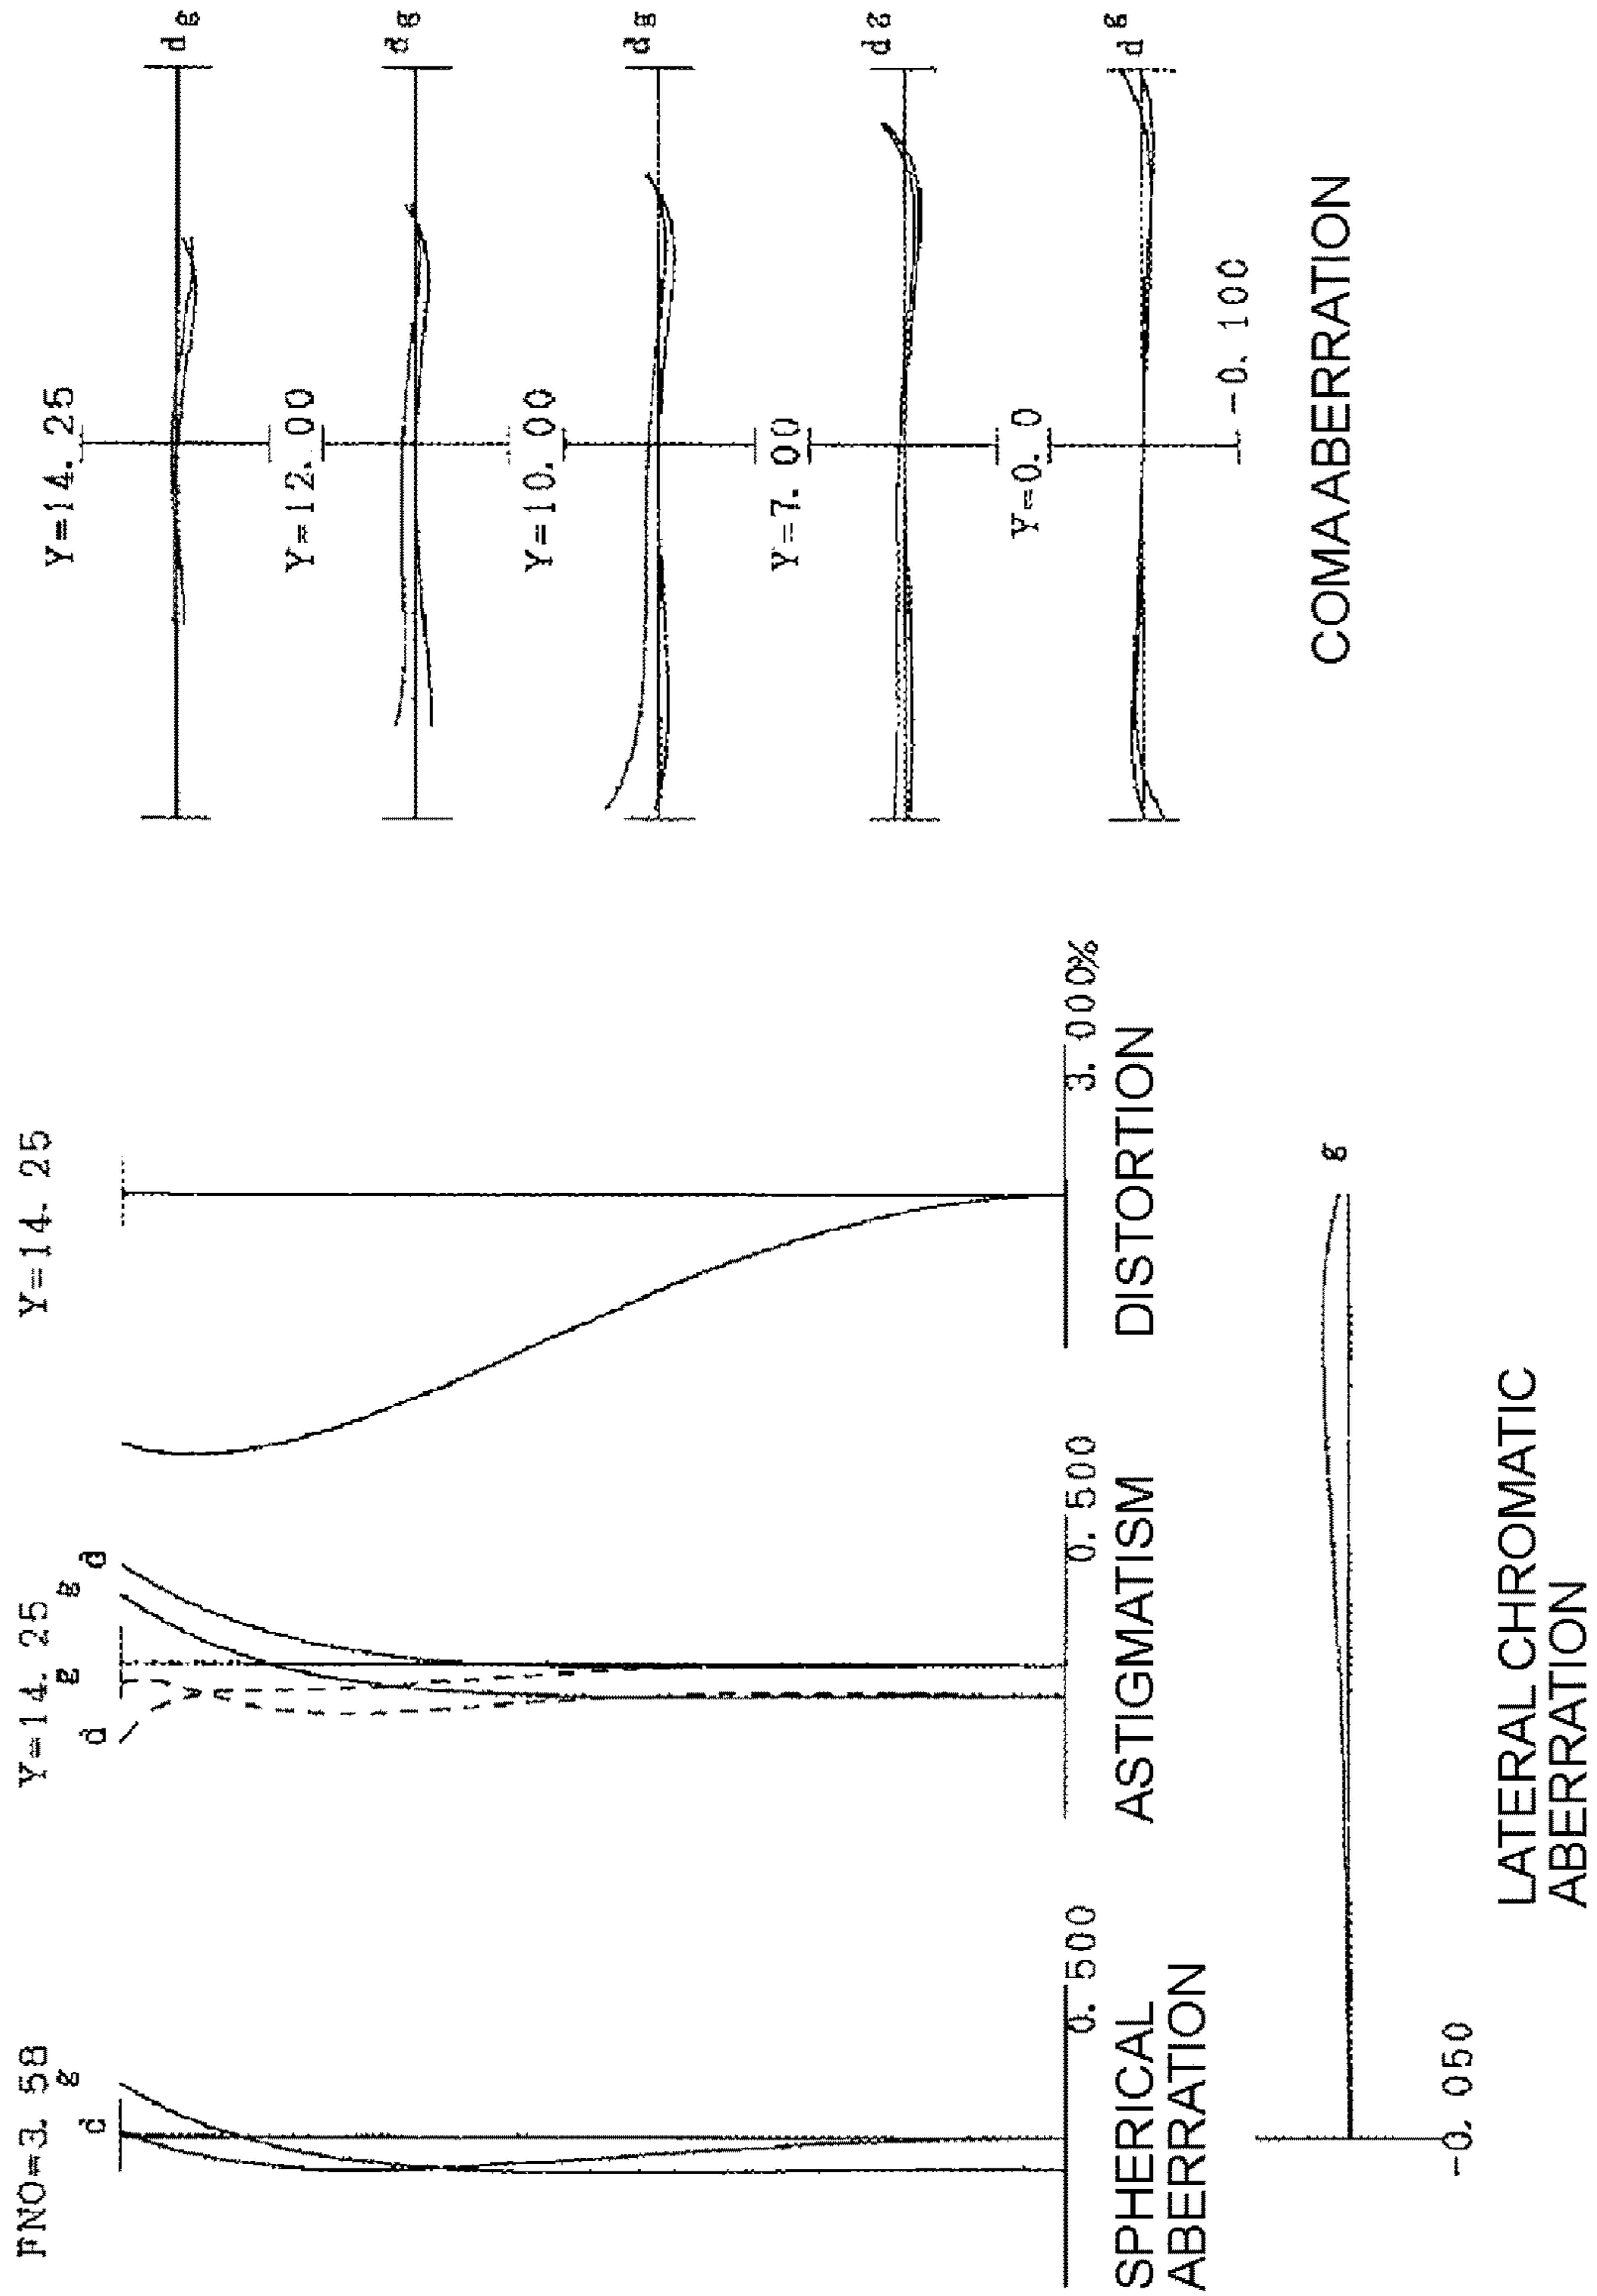 FNO=3. 58
d
g
0. 500
SPHERICAL
ABERRATION
Y=14. 25
d
g
g
d
0. 500
ASTIGMATISM
Y=14. 25
3. 000%
DISTORTION
g
-0. 050
LATERAL CHROMATIC
ABERRATION
Y=14. 25
d g
Y=12. 00
d g
Y=10. 00
d g
Y=7. 00
d g
Y=0. 0
d g
-0. 100
COMAABERRATION